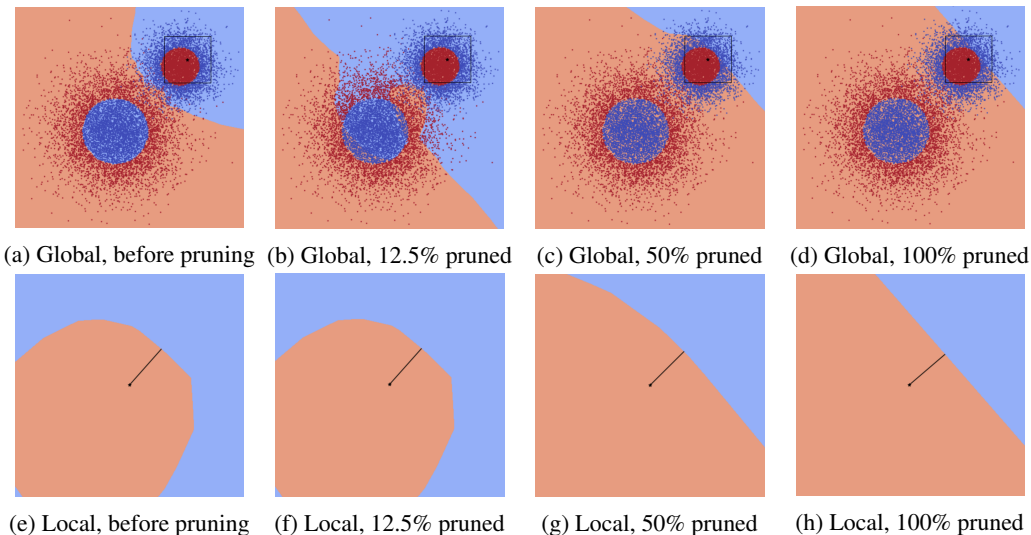 (a) Global, before pruning
(b) Global, 12.5% pruned
(c) Global, 50% pruned
(d) Global, 100% pruned
(e) Local, before pruning
(f) Local, 12.5% pruned
(g) Local, 50% pruned
(h) Local, 100% pruned